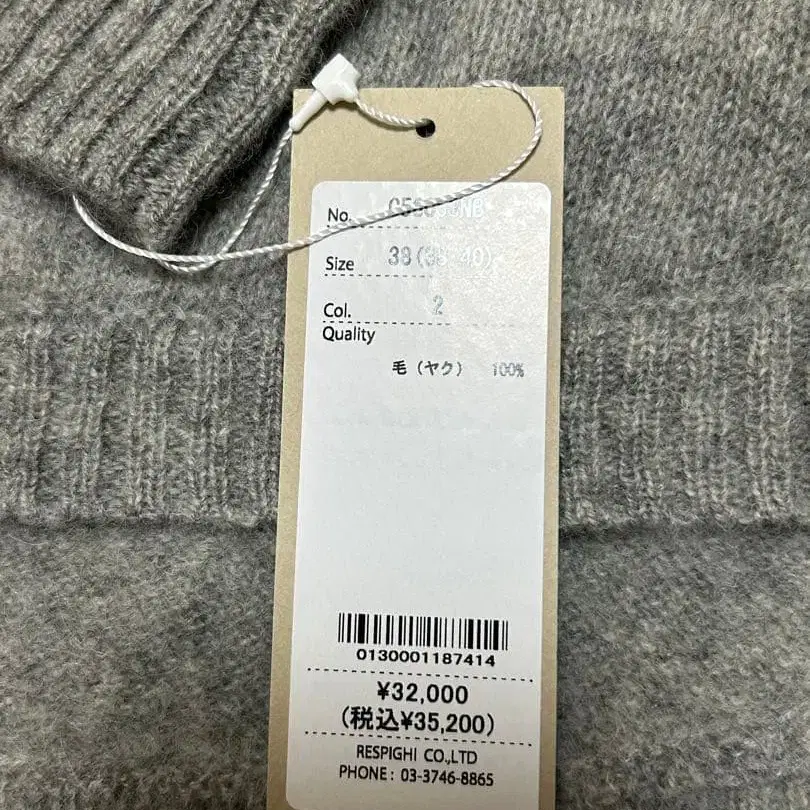 No.
Size 38
Col. 2
Quality
毛（ヤク） 100%
0130001187414
¥32,000
(税込¥35,200)
RESPIGHI CO.,LTD
PHONE : 03-3746-8865